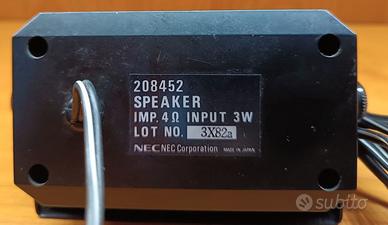 208452
SPEAKER
IMP. 4Ω INPUT 3W
LOT NO. 3X82a
NEC NEC Corporation MADE IN JAPAN
subito